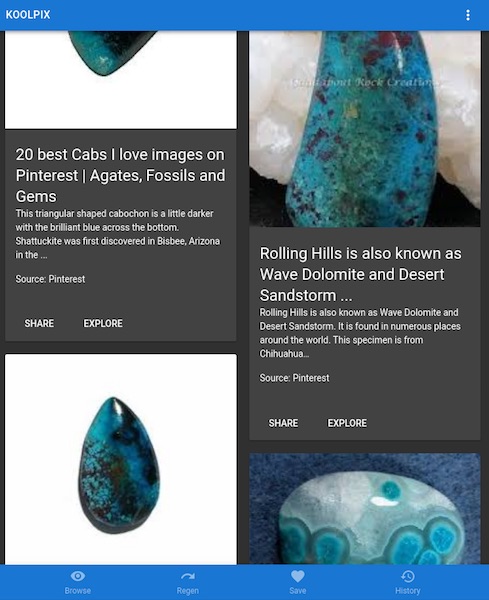 KOOLPIX
20 best Cabs I love images on
Pinterest | Agates, Fossils and
Gems
This triangular shaped cabochon is a little darker
with the brilliant blue across the bottom.
Shattuckite was first discovered in Bisbee, Arizona
in the ...
Source: Pinterest
SHARE EXPLORE
Rock Creations
Rolling Hills is also known as
Wave Dolomite and Desert
Sandstorm ...
Rolling Hills is also known as Wave Dolomite and
Desert Sandstorm. It is found in numerous places
around the world. This specimen is from
Chihuahua...
Source: Pinterest
SHARE EXPLORE
Browse Regen Save History